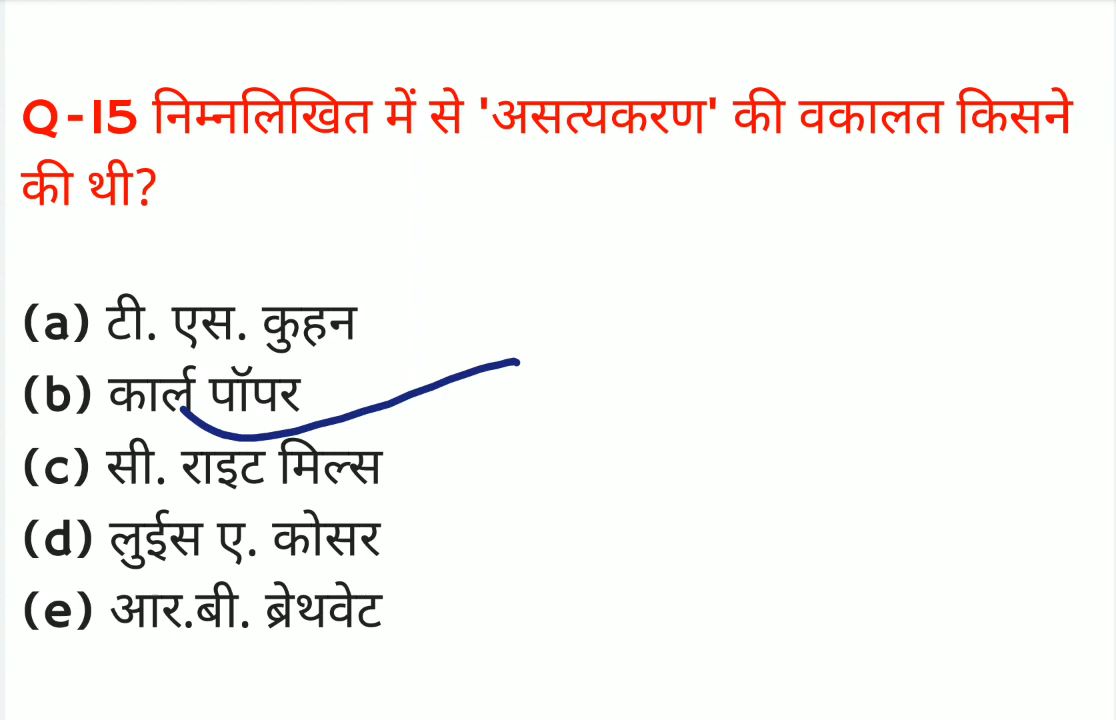 Q-15 निम्नलिखित में से 'असत्यकरण' की वकालत किसने
की थी?
(a) टी. एस. कुहन
(b) कार्ल पॉपर
(c) सी. राइट मिल्स
(d) लुईस ए. कोसर
(e) आर.बी. ब्रेथवेट